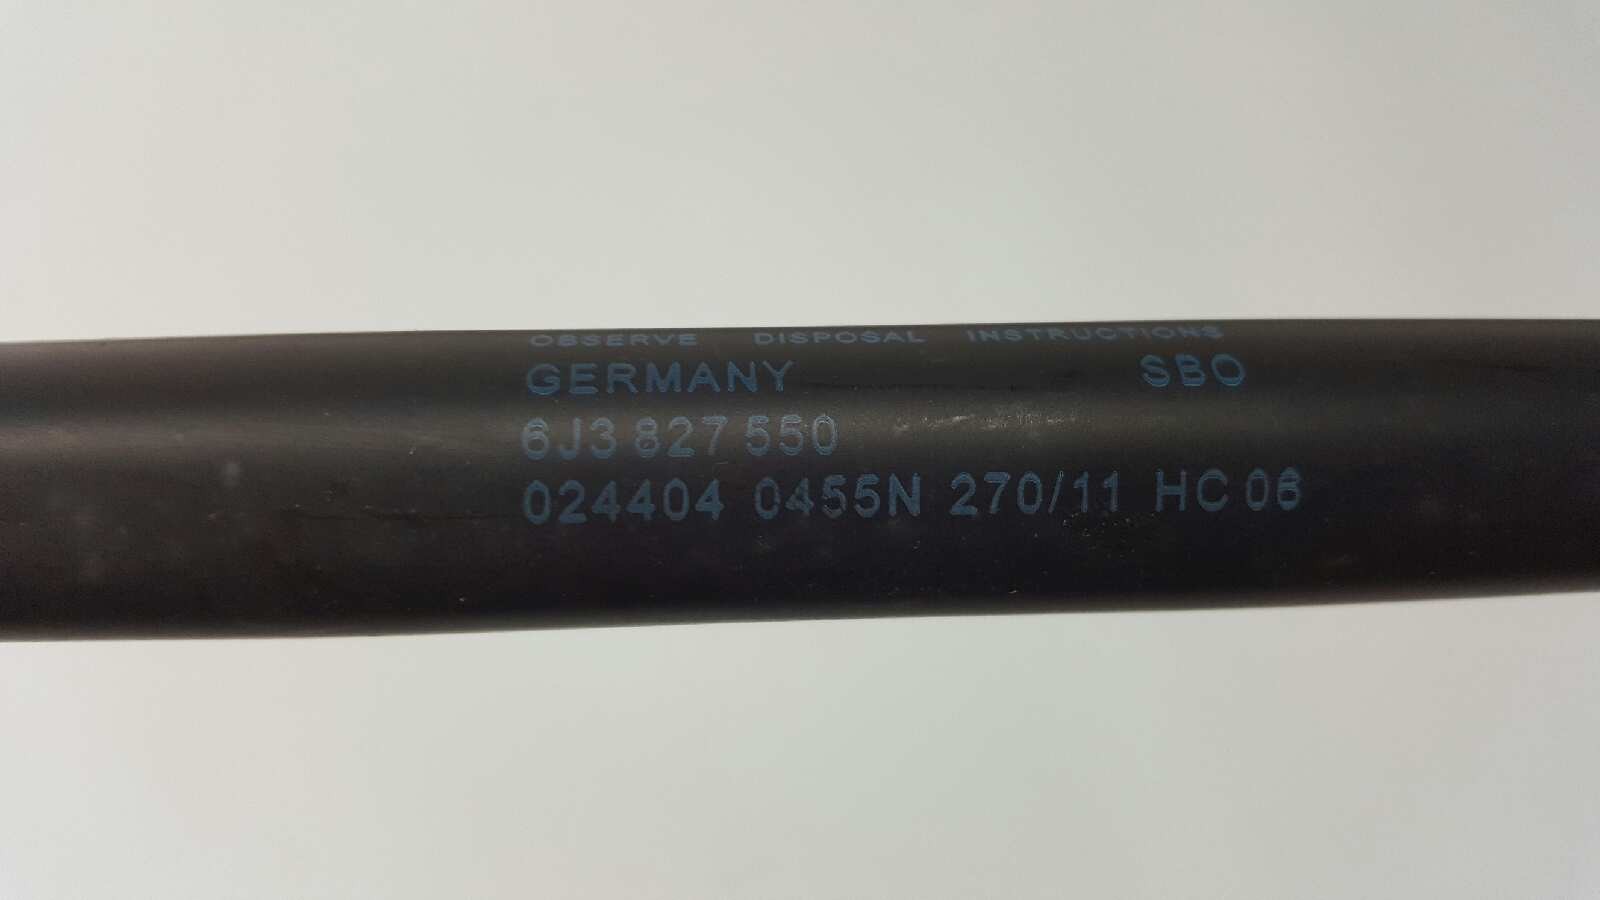 OBSERVE DISPOSAL INSTRUCTIONS
GERMANY SBO
6J3 827 550
024404 0455N 270/11 HC 06